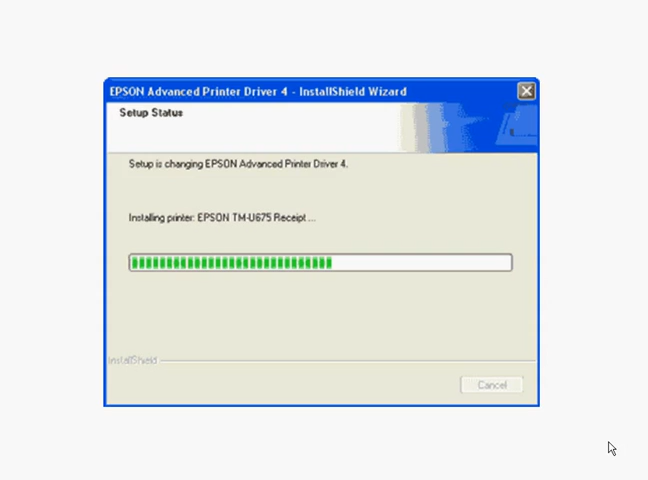 EPSON Advanced Printer Driver 4 - InstallShield Wizard
Setup Status
Setup is changing EPSON Advanced Printer Driver 4.
Installing printer: EPSON TM-U675 Receipt ...
InstallShield
Cancel